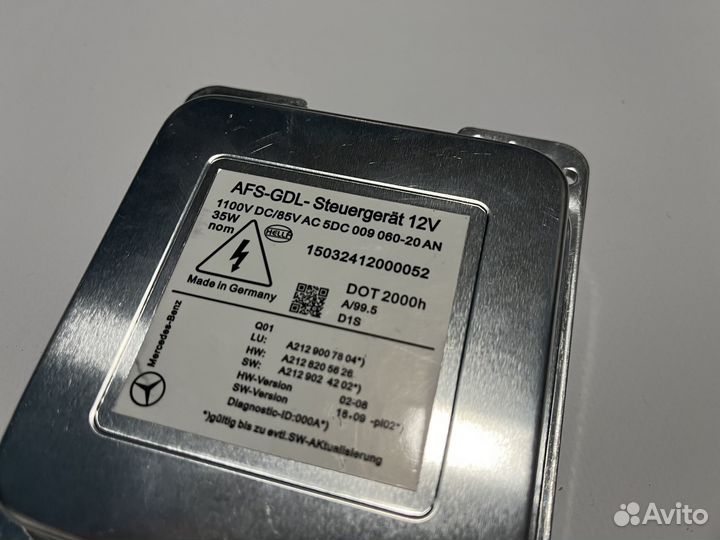 AFS-GDL- Steuergerät 12V
1100V DC/85V AC 5DC 009 060-20 AN
35W
nom
HELLA
15032412000052
Made in Germany
DOT 2000h
A/99.5
D1S
Mercedes-Benz
Q01
LU: A212 900 78 04*)
HW: A212 820 56 26
SW: A212 902 42 02*)
HW-Version 02-08
SW-Version 16-09 -pl02*)
Diagnostic-ID:000A*)
*)gültig bis zu evtl.SW-AKtualisierung
Avito